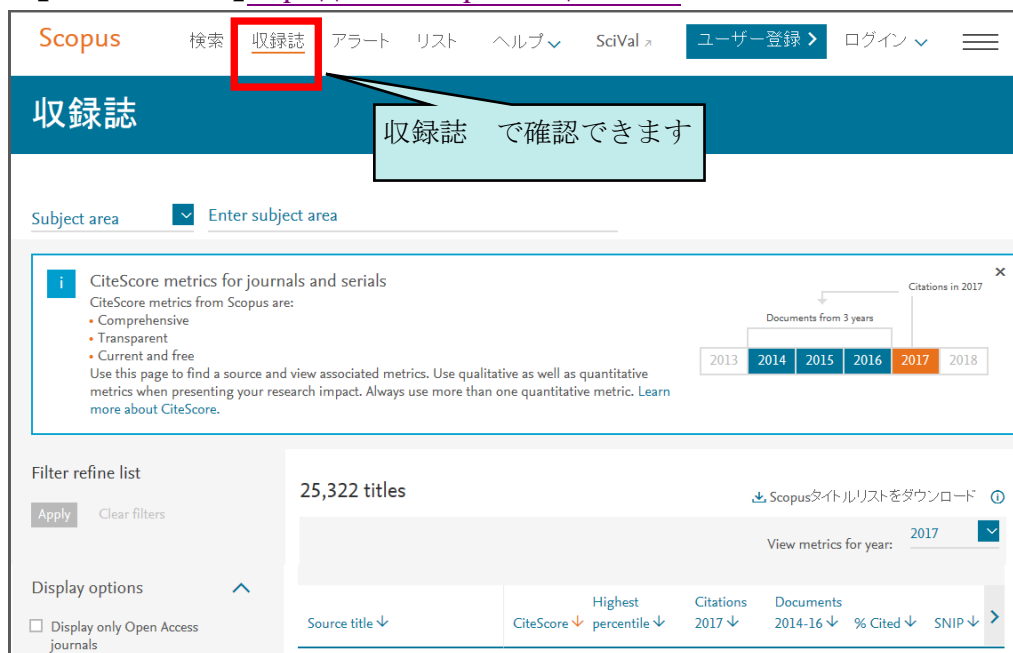 Scopus 検索 収録誌 アラート リスト ヘルプ SciVal ユーザー登録 ログイン
収録誌
収録誌 で確認できます
Subject area Enter subject area
CiteScore metrics for journals and serials
CiteScore metrics from Scopus are:
• Comprehensive
• Transparent
• Current and free
Use this page to find a source and view associated metrics. Use qualitative as well as quantitative
metrics when presenting your research impact. Always use more than one quantitative metric. Learn
more about CiteScore.
Citations in 2017
Documents from 3 years
2013 2014 2015 2016 2017 2018
Filter refine list
Apply Clear filters
25,322 titles
Scopusタイトルリストをダウンロード
View metrics for year: 2017
Display options
Display only Open Access
journals
Source title CiteScore Highest percentile Citations 2017 Documents 2014-16 % Cited SNIP